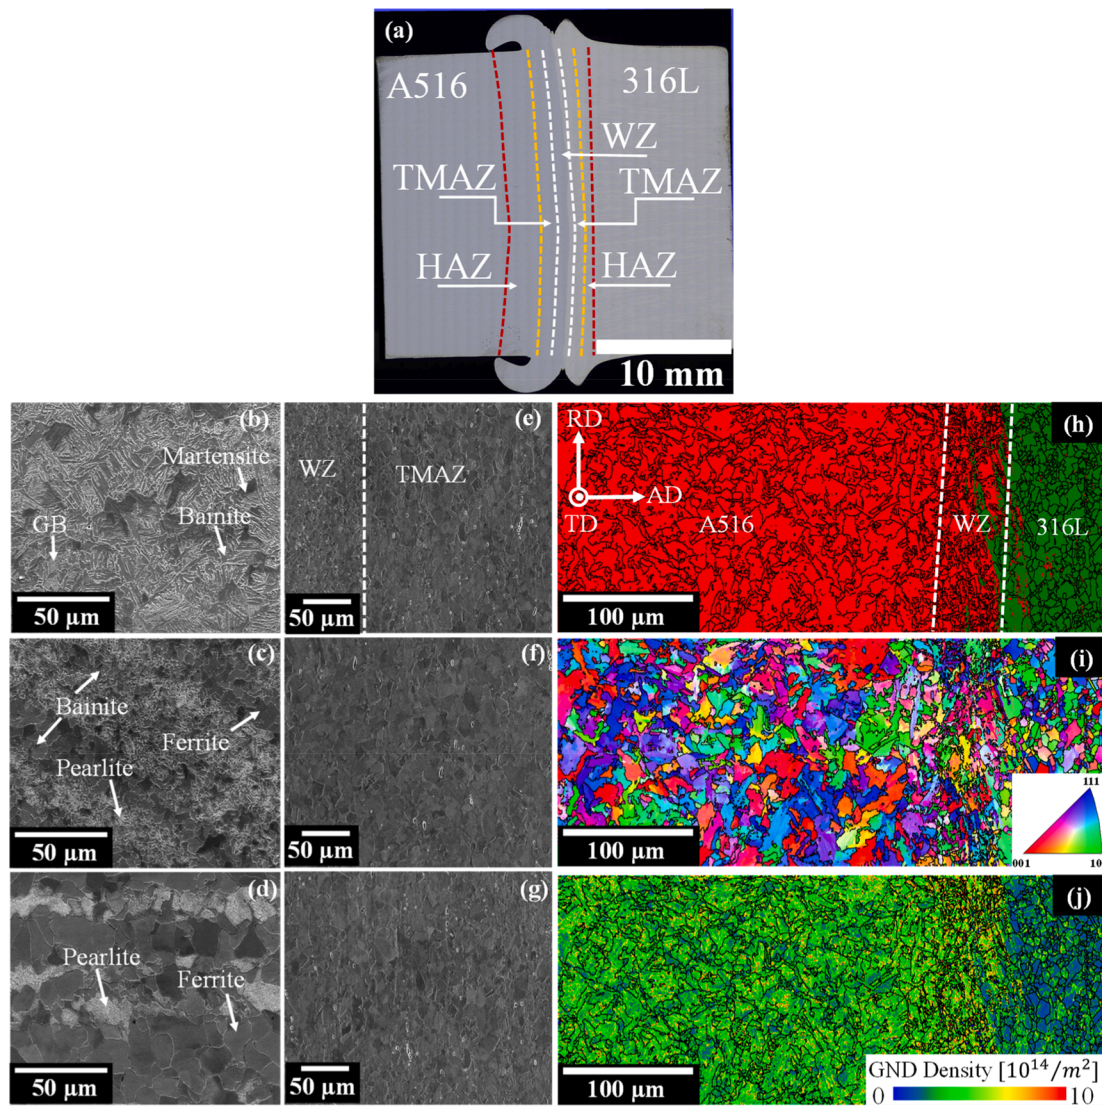 (a)
A516
316L
WZ
TMAZ
TMAZ
HAZ
HAZ
10 mm
(b)
Martensite
Bainite
GB
50 µm
(e)
WZ
TMAZ
50 µm
(h)
RD
AD
TD
A516
WZ
316L
100 µm
(c)
Bainite
Ferrite
Pearlite
50 µm
(f)
50 µm
(i)
111
001
10
100 µm
(d)
Pearlite
Ferrite
50 µm
(g)
50 µm
(j)
100 µm
GND Density [10¹⁴/m²]
0
10